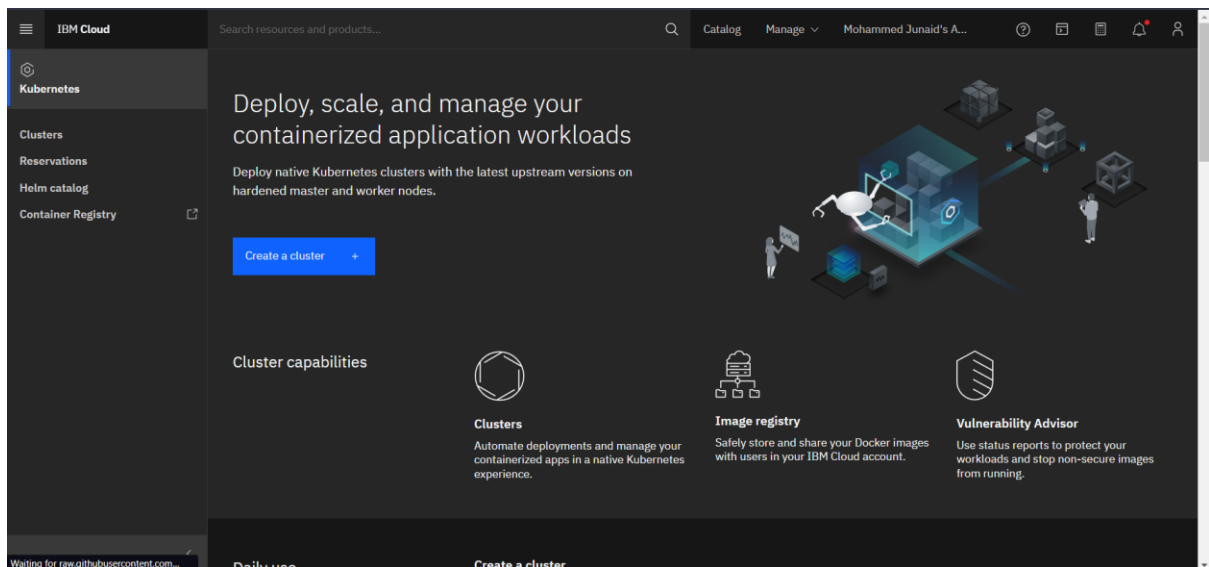 IBM Cloud
Search resources and products...
Catalog
Manage
Mohammed Junaid's A...
Kubernetes
Clusters
Reservations
Helm catalog
Container Registry
Deploy, scale, and manage your
containerized application workloads
Deploy native Kubernetes clusters with the latest upstream versions on
hardened master and worker nodes.
Create a cluster +
Cluster capabilities
Clusters
Automate deployments and manage your
containerized apps in a native Kubernetes
experience.
Image registry
Safely store and share your Docker images
with users in your IBM Cloud account.
Vulnerability Advisor
Use status reports to protect your
workloads and stop non-secure images
from running.
Daily use
Create a cluster
Waiting for raw.githubusercontent.com...